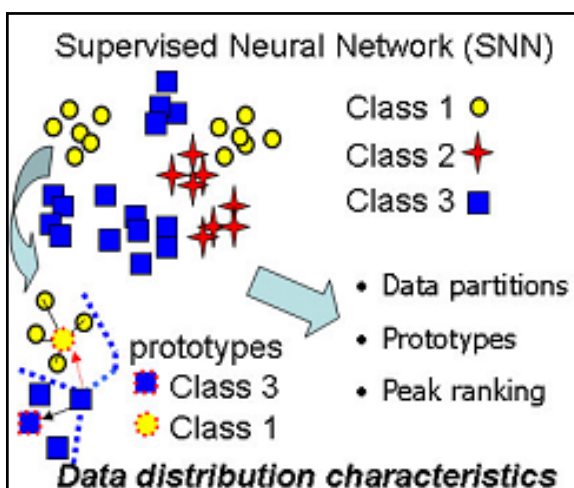 Supervised Neural Network (SNN)
Class 1
Class 2
Class 3
• Data partitions
• Prototypes
• Peak ranking
prototypes
Class 3
Class 1
Data distribution characteristics